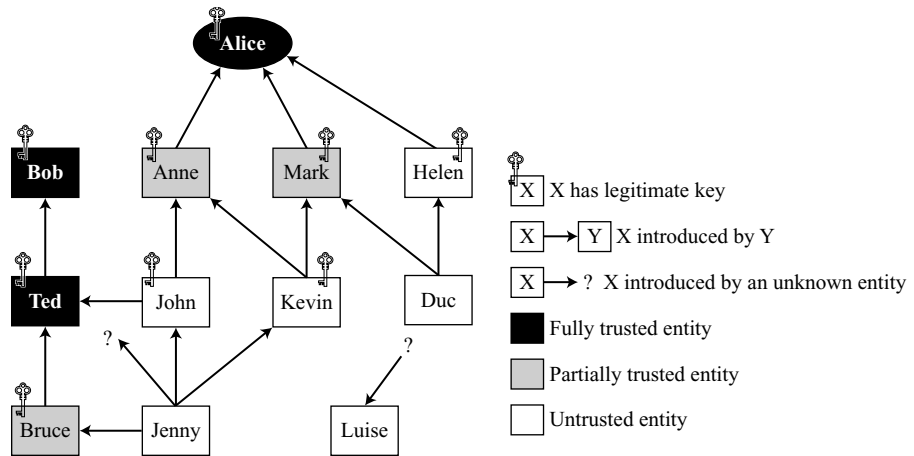 Alice
Bob
Anne
Mark
Helen
Ted
John
Kevin
Duc
?
?
Bruce
Jenny
Luise
X X has legitimate key
X Y X introduced by Y
X ? X introduced by an unknown entity
Fully trusted entity
Partially trusted entity
Untrusted entity